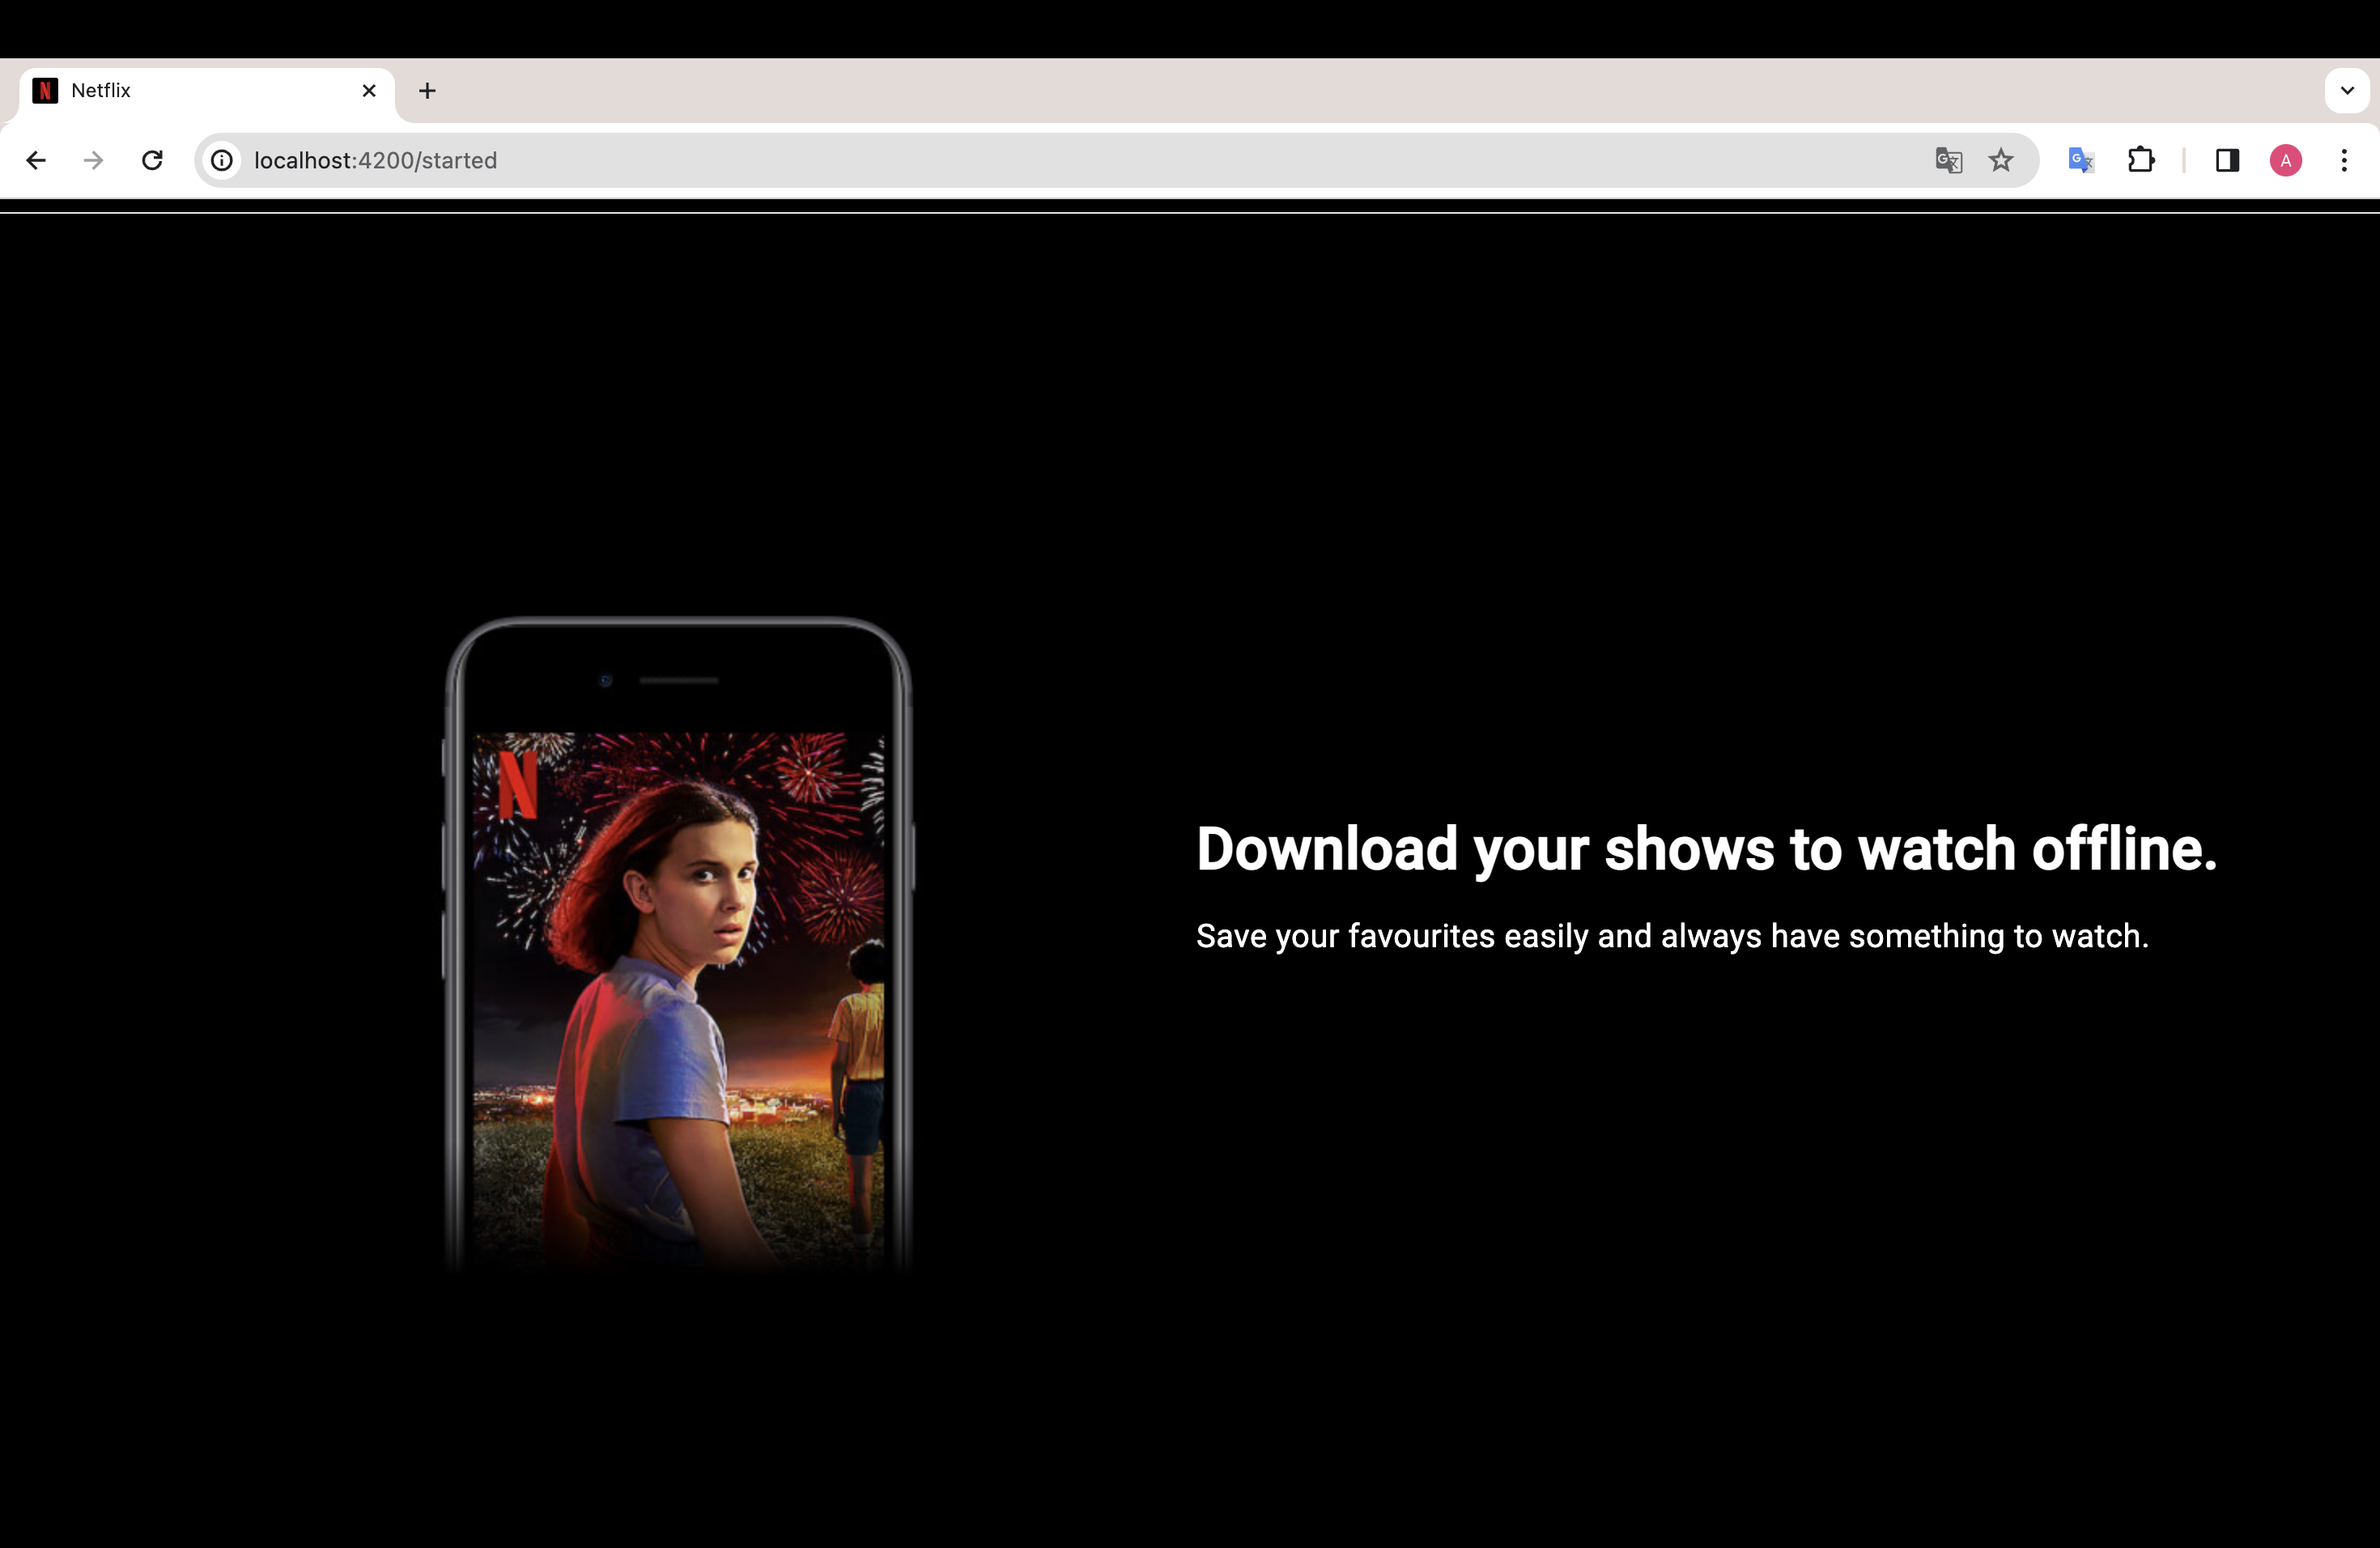 Netflix
localhost:4200/started
A
N
Download your shows to watch offline.
Save your favourites easily and always have something to watch.